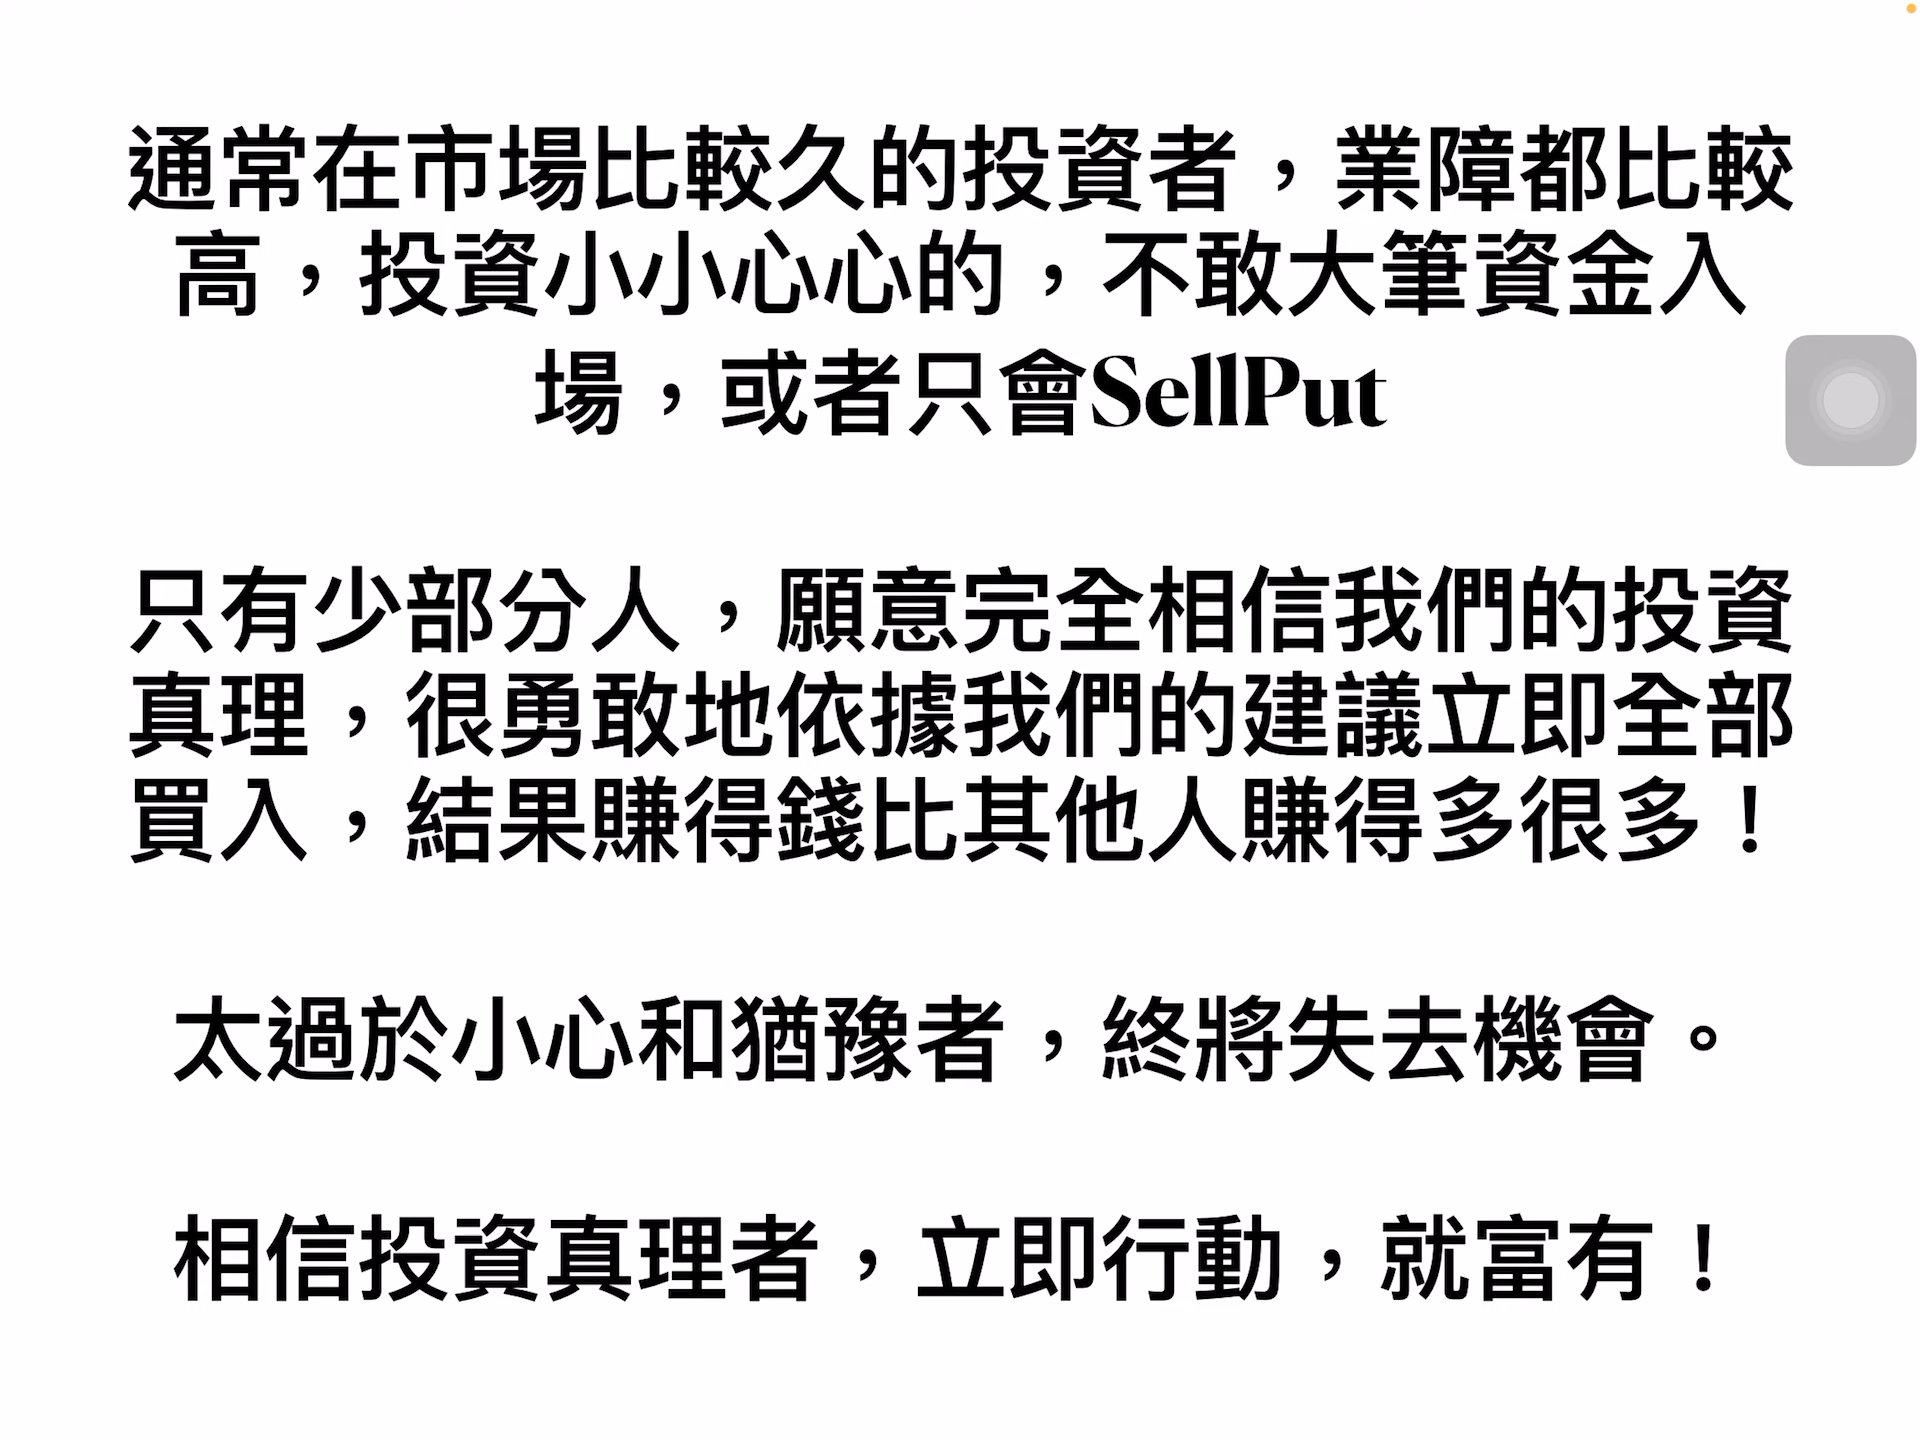 通常在市場比較久的投資者，業障都比較
高，投資小小心心的，不敢大筆資金入
場，或者只會SellPut
只有少部分人，願意完全相信我們的投資
真理，很勇敢地依據我們的建議立即全部
買入，結果賺得錢比其他人賺得多很多！
太過於小心和猶豫者，終將失去機會。
相信投資真理者，立即行動，就富有！